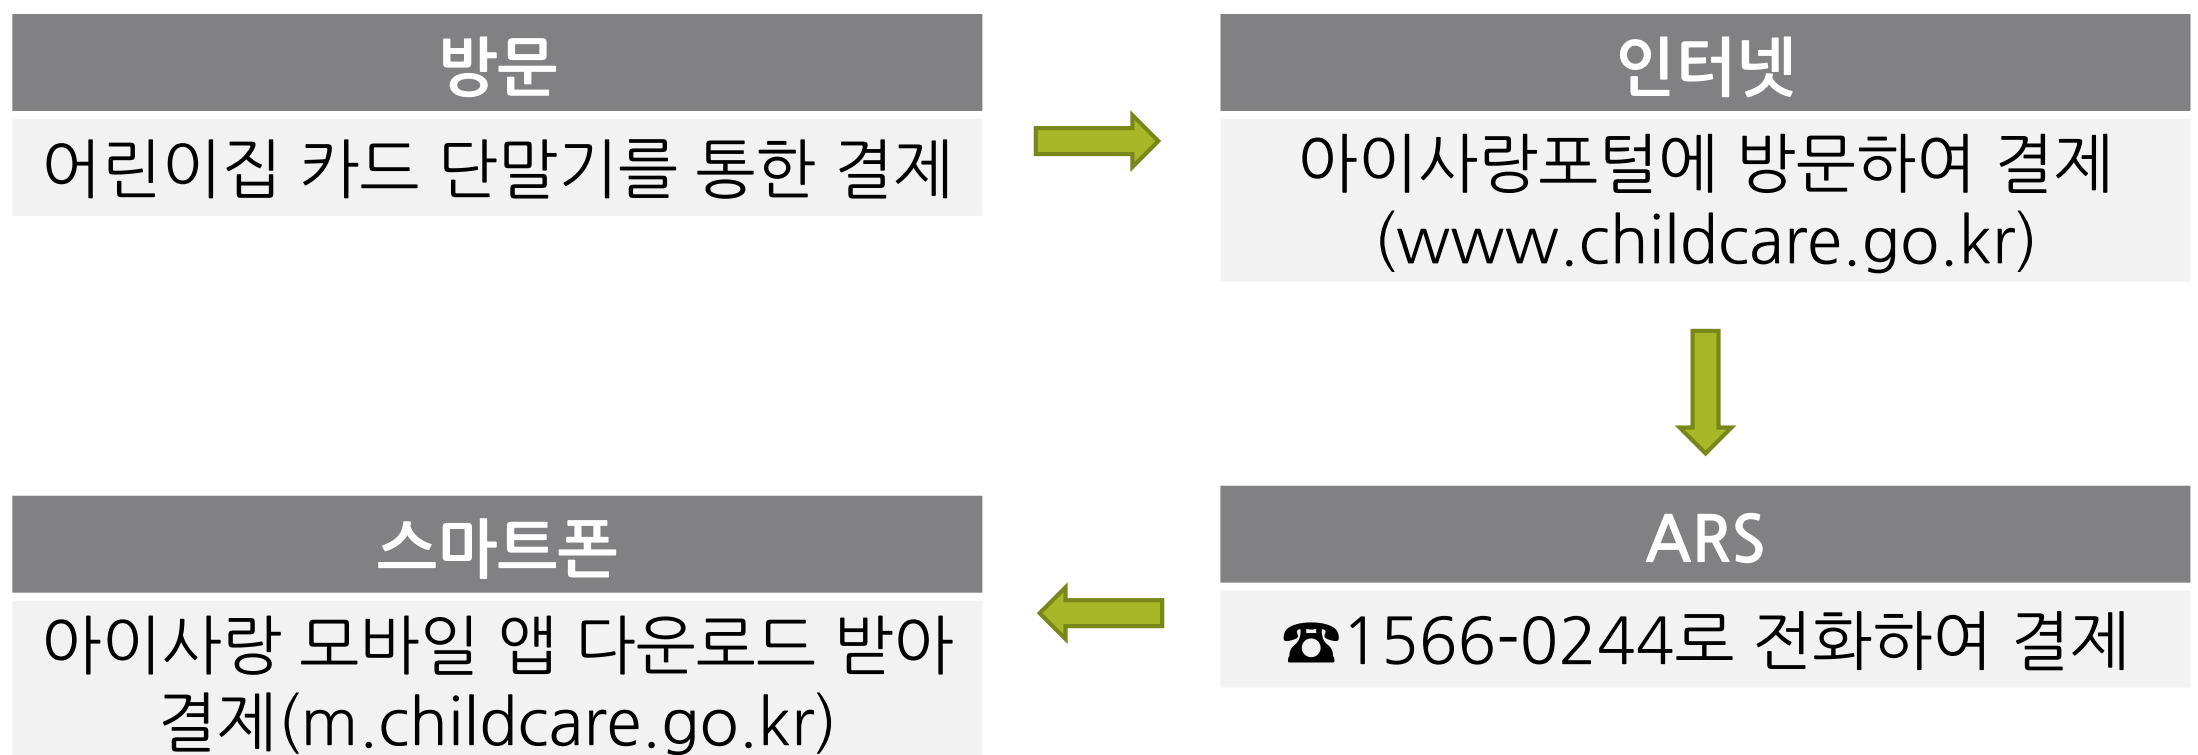 방문
어린이집 카드 단말기를 통한 결제
인터넷
아이사랑포털에 방문하여 결제
(www.childcare.go.kr)
ARS
☎1566-0244로 전화하여 결제
스마트폰
아이사랑 모바일 앱 다운로드 받아
결제(m.childcare.go.kr)